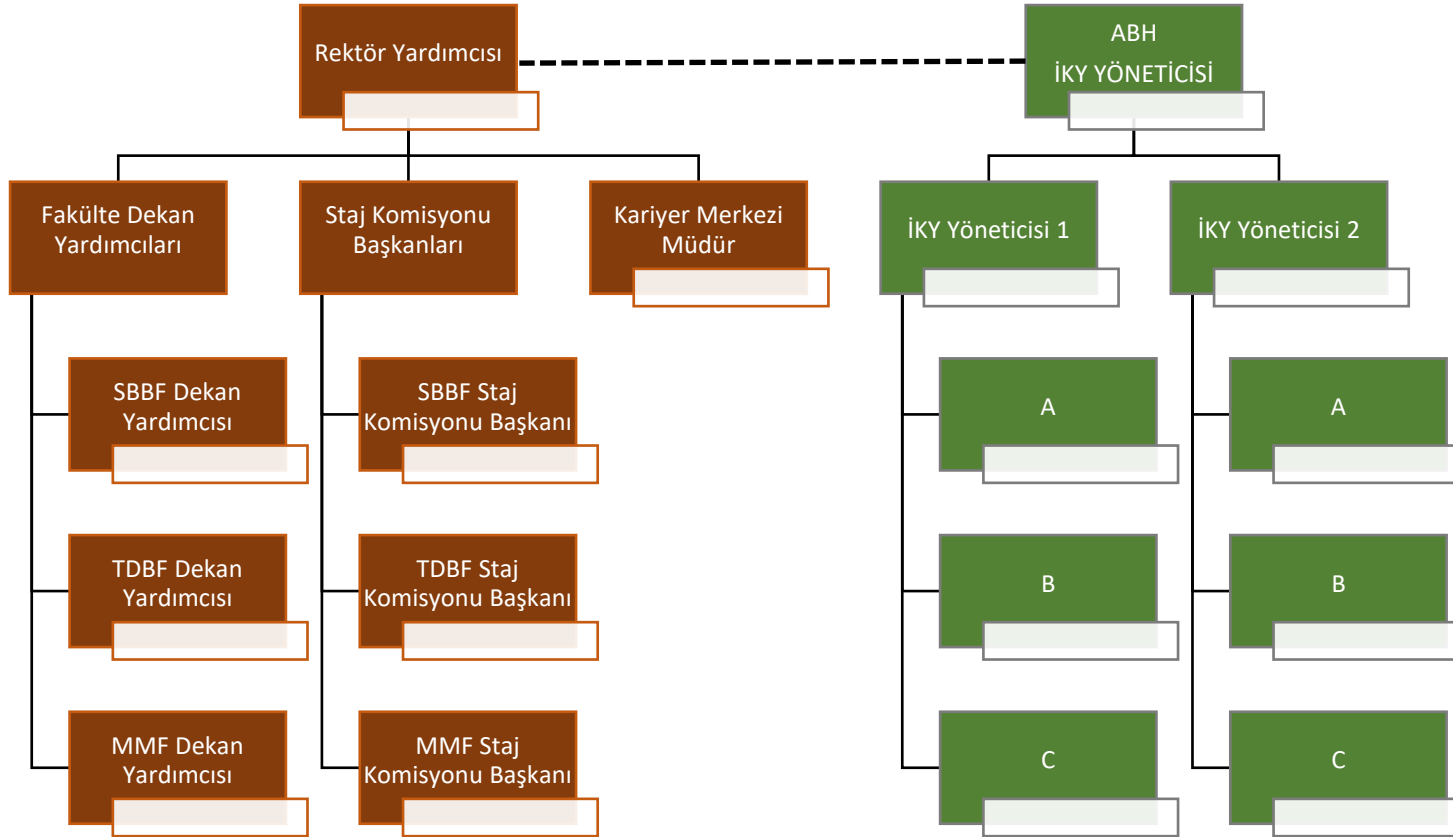 Rektör Yardımcısı
ABH
İKY YÖNETİCİSİ
Fakülte Dekan
Yardımcıları
Staj Komisyonu
Başkanları
Kariyer Merkezi
Müdür
İKY Yöneticisi 1
İKY Yöneticisi 2
SBBF Dekan
Yardımcısı
SBBF Staj
Komisyonu Başkanı
A
A
TDBF Dekan
Yardımcısı
TDBF Staj
Komisyonu Başkanı
B
B
MMF Dekan
Yardımcısı
MMF Staj
Komisyonu Başkanı
C
C